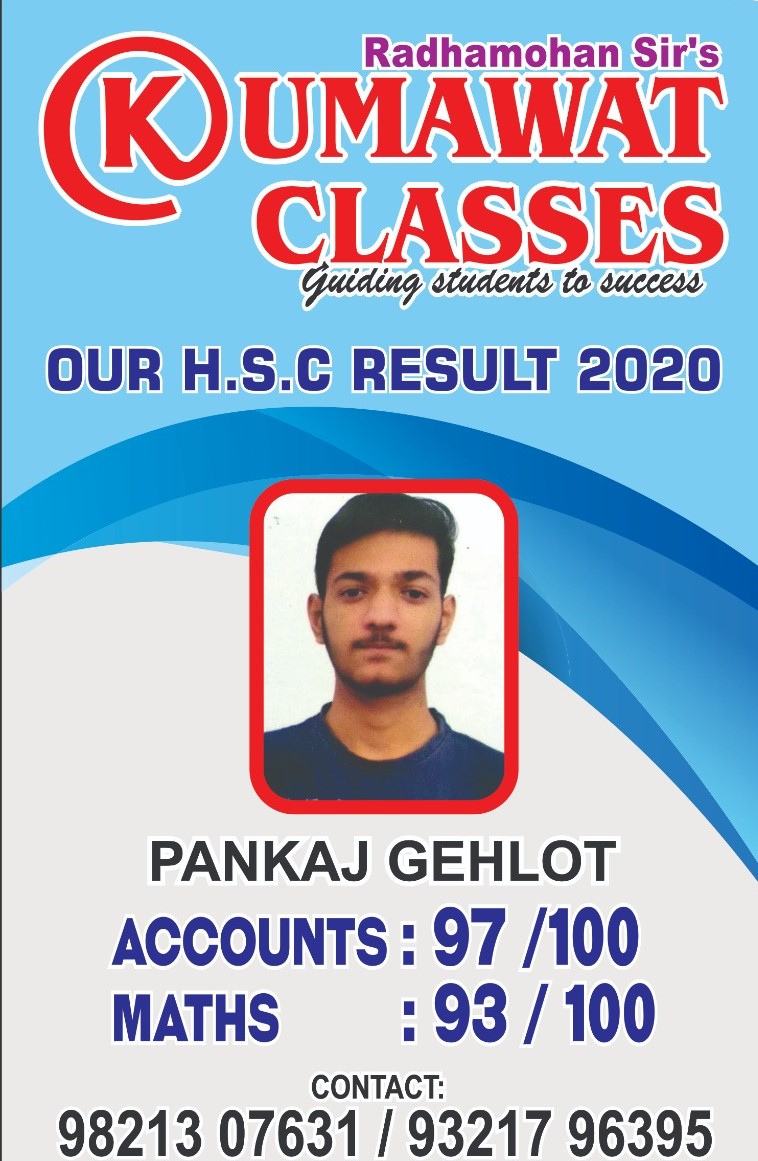 Radhamohan Sir's
KUMAWAT
CLASSES
Guiding students to success
OUR H.S.C RESULT 2020
PANKAJ GEHLOT
ACCOUNTS : 97 /100
MATHS : 93 / 100
CONTACT:
98213 07631 / 93217 96395